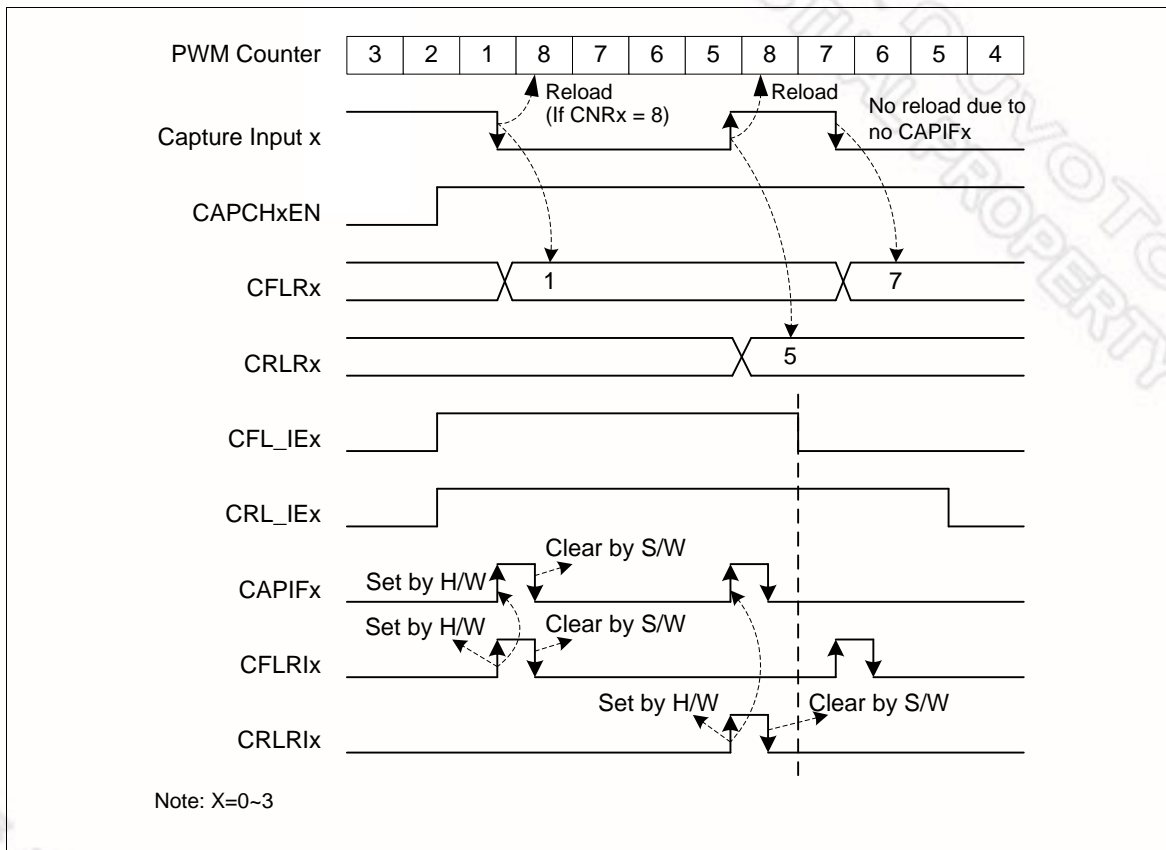 PWM Counter 3 2 1 8 7 6 5 8 7 6 5 4
Reload
(If CNRx = 8)
Reload
No reload due to
no CAPIFx
Capture Input x
CAPCHxEN
CFLRx 1 7
CRLRx 5
CFL_IEx
CRL_IEx
Clear by S/W
CAPIFx Set by H/W
Set by H/W Clear by S/W
CFLRIx
Set by H/W Clear by S/W
CRLRIx
Note: X=0~3